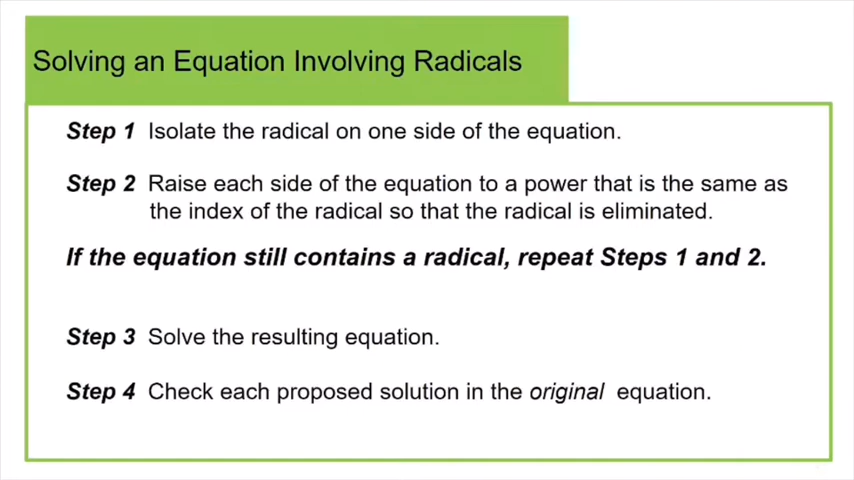 Solving an Equation Involving Radicals
Step 1 Isolate the radical on one side of the equation.
Step 2 Raise each side of the equation to a power that is the same as
the index of the radical so that the radical is eliminated.
If the equation still contains a radical, repeat Steps 1 and 2.
Step 3 Solve the resulting equation.
Step 4 Check each proposed solution in the original equation.